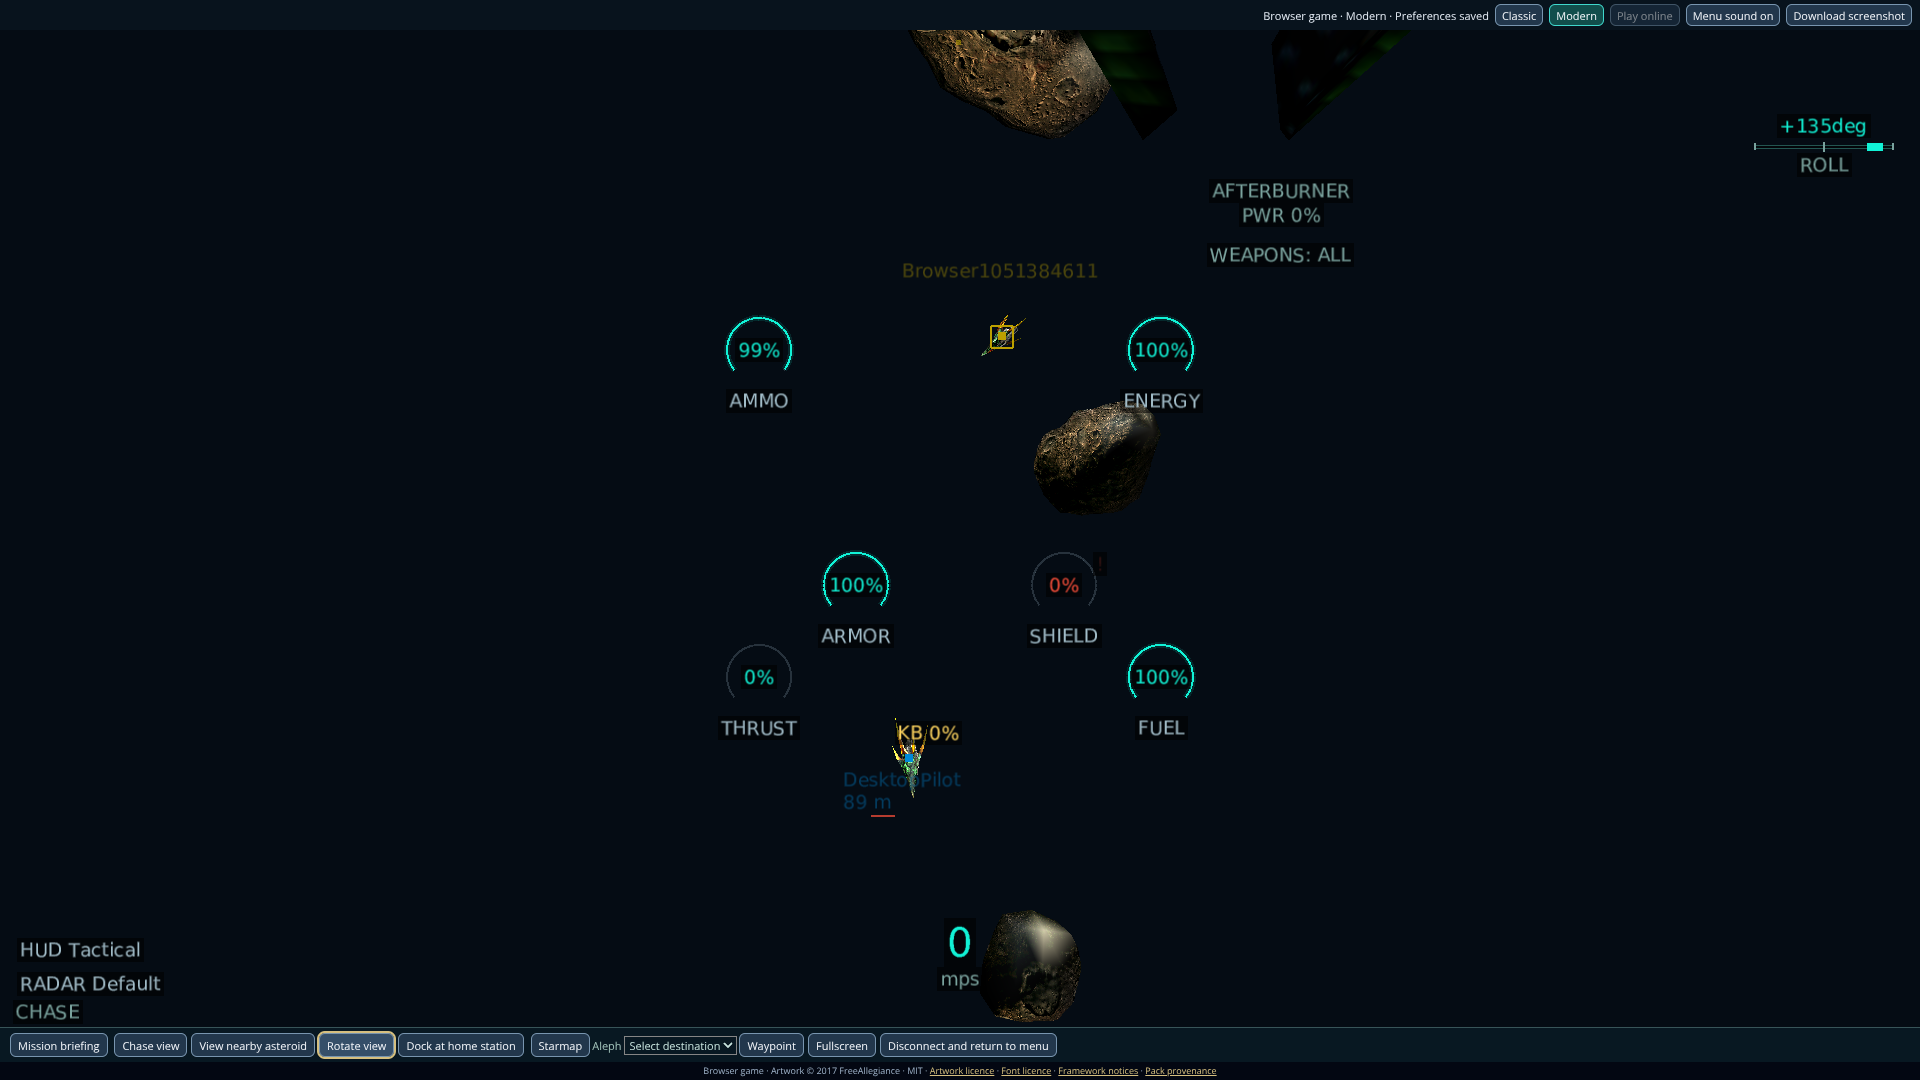 Browser game · Modern · Preferences saved
Classic
Modern
Play online
Menu sound on
Download screenshot
+135deg
ROLL
AFTERBURNER
PWR 0%
WEAPONS: ALL
Browser1051384611
99%
AMMO
100%
ENERGY
100%
ARMOR
!
0%
SHIELD
0%
THRUST
100%
FUEL
KB 0%
DesktopPilot
89 m
0
mps
HUD Tactical
RADAR Default
CHASE
Mission briefing
Chase view
View nearby asteroid
Rotate view
Dock at home station
Starmap
Aleph
Select destination
Waypoint
Fullscreen
Disconnect and return to menu
Browser game · Artwork © 2017 FreeAllegiance · MIT · Artwork licence · Font licence · Framework notices · Pack provenance